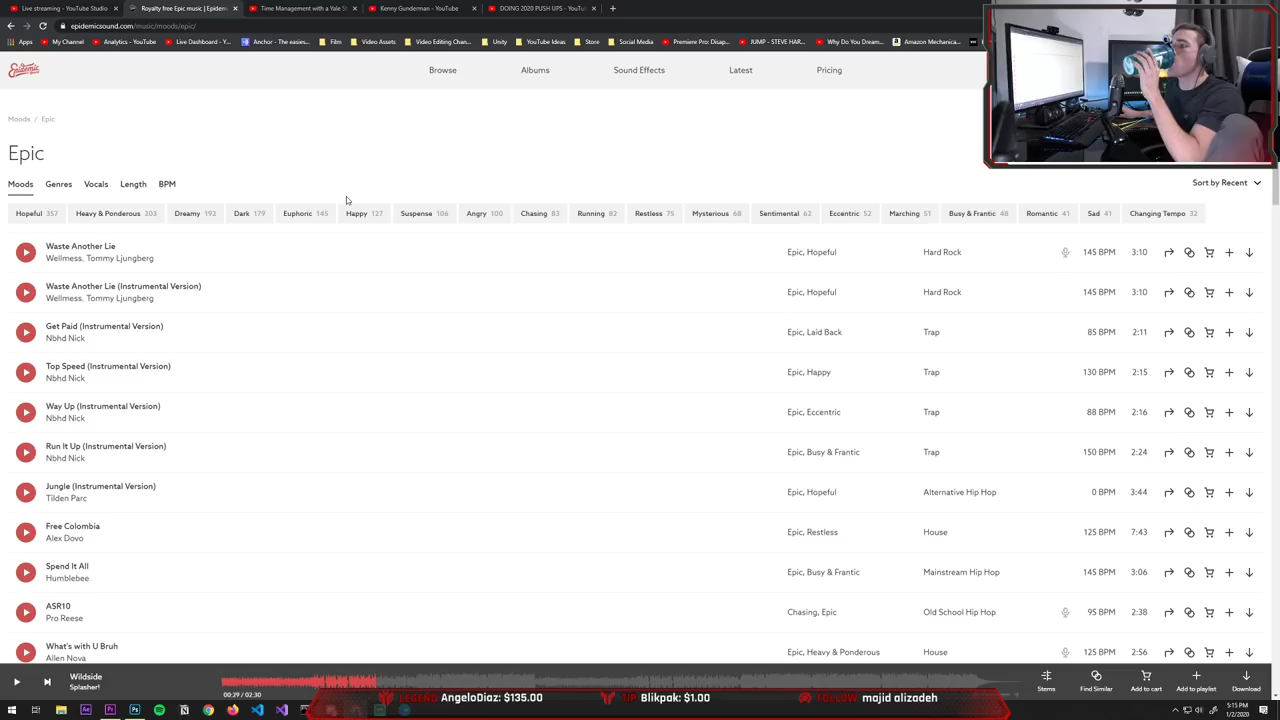 Live streaming - YouTube Studio
Royalty free Epic music | Epidem
Time Management with a Yale St
Kenny Gunderman - YouTube
DOING 2020 PUSH UPS - YouTube
epidemicsound.com/music/moods/epic/
Apps
My Channel
Analytics - YouTube
Live Dashboard - Y...
Anchor - The easies...
Film
Video Assets
Video Editing Chan...
Unity
YouTube Ideas
Store
Social Media
Premiere Pro: Disap...
JUMP - STEVE HAR...
Why Do You Dream...
Amazon Mechanica...
Epidemic
Browse
Albums
Sound Effects
Latest
Pricing
Moods / Epic
Epic
Moods
Genres
Vocals
Length
BPM
Sort by Recent
Hopeful 357
Heavy & Ponderous 203
Dreamy 192
Dark 179
Euphoric 145
Happy 127
Suspense 106
Angry 100
Chasing 83
Running 82
Restless 75
Mysterious 68
Sentimental 62
Eccentric 52
Marching 51
Busy & Frantic 48
Romantic 41
Sad 41
Changing Tempo 32
Waste Another Lie
Wellmess, Tommy Ljungberg
Epic, Hopeful
Hard Rock
145 BPM
3:10
Waste Another Lie (Instrumental Version)
Wellmess, Tommy Ljungberg
Epic, Hopeful
Hard Rock
145 BPM
3:10
Get Paid (Instrumental Version)
Nbhd Nick
Epic, Laid Back
Trap
85 BPM
2:11
Top Speed (Instrumental Version)
Nbhd Nick
Epic, Happy
Trap
130 BPM
2:15
Way Up (Instrumental Version)
Nbhd Nick
Epic, Eccentric
Trap
88 BPM
2:16
Run It Up (Instrumental Version)
Nbhd Nick
Epic, Busy & Frantic
Trap
150 BPM
2:24
Jungle (Instrumental Version)
Tilden Parc
Epic, Hopeful
Alternative Hip Hop
0 BPM
3:44
Free Colombia
Alex Dovo
Epic, Restless
House
125 BPM
7:43
Spend It All
Humblebee
Epic, Busy & Frantic
Mainstream Hip Hop
145 BPM
3:06
ASR10
Pro Reese
Chasing, Epic
Old School Hip Hop
95 BPM
2:38
What's with U Bruh
Allen Nova
Epic, Heavy & Ponderous
House
125 BPM
2:56
Wildside
Splasher!
00:29 / 02:30
Stems
Find Similar
Add to cart
Add to playlist
Download
LEGEND AngeloDiaz: $135.00
TIP Blikpak: $1.00
FOLLOW majid alizadeh
5:15 PM
1/2/2020